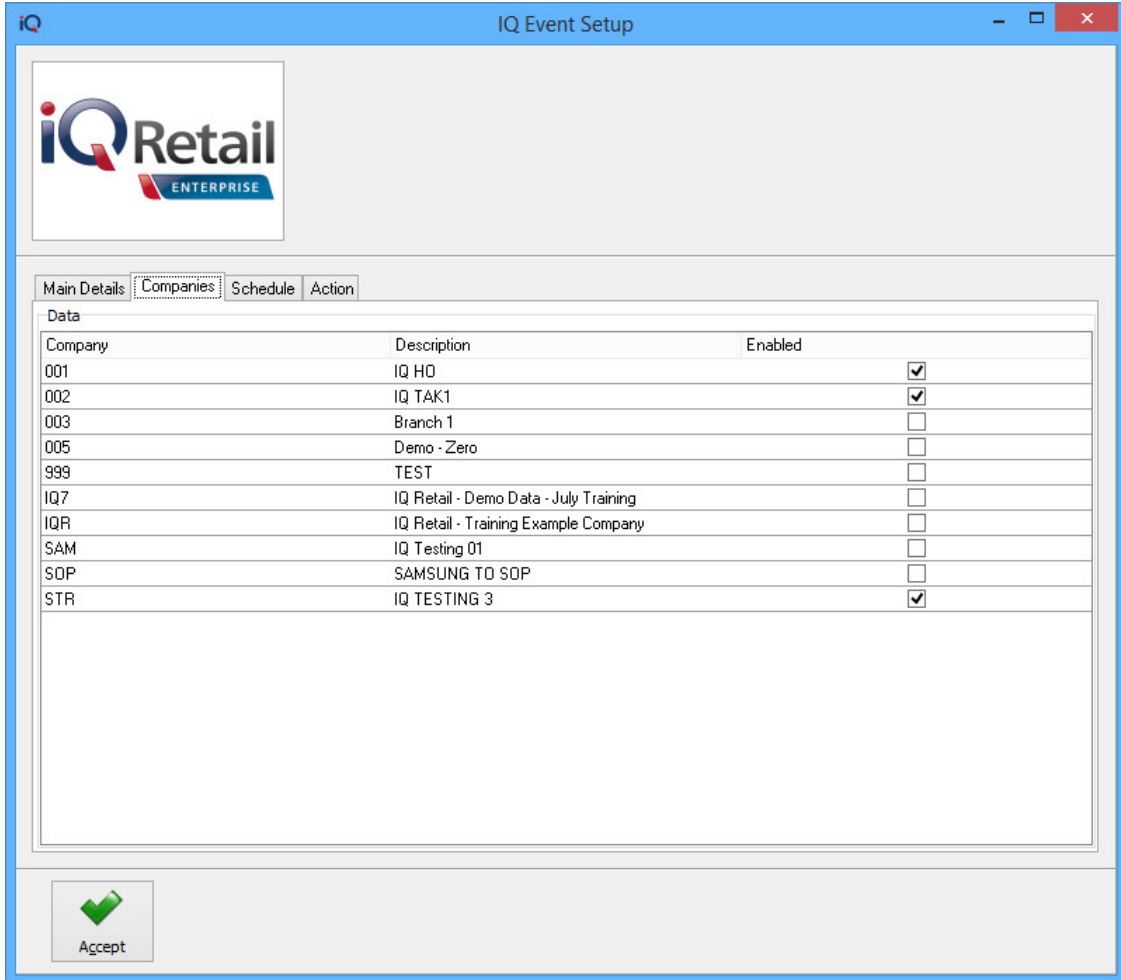 iQ IQ Event Setup
iQ Retail
ENTERPRISE
Main Details Companies Schedule Action
Data
Company Description Enabled
001 IQ HO
002 IQ TAK1
003 Branch 1
005 Demo - Zero
999 TEST
IQ7 IQ Retail - Demo Data - July Training
IQR IQ Retail - Training Example Company
SAM IQ Testing 01
SOP SAMSUNG TO SOP
STR IQ TESTING 3
Accept